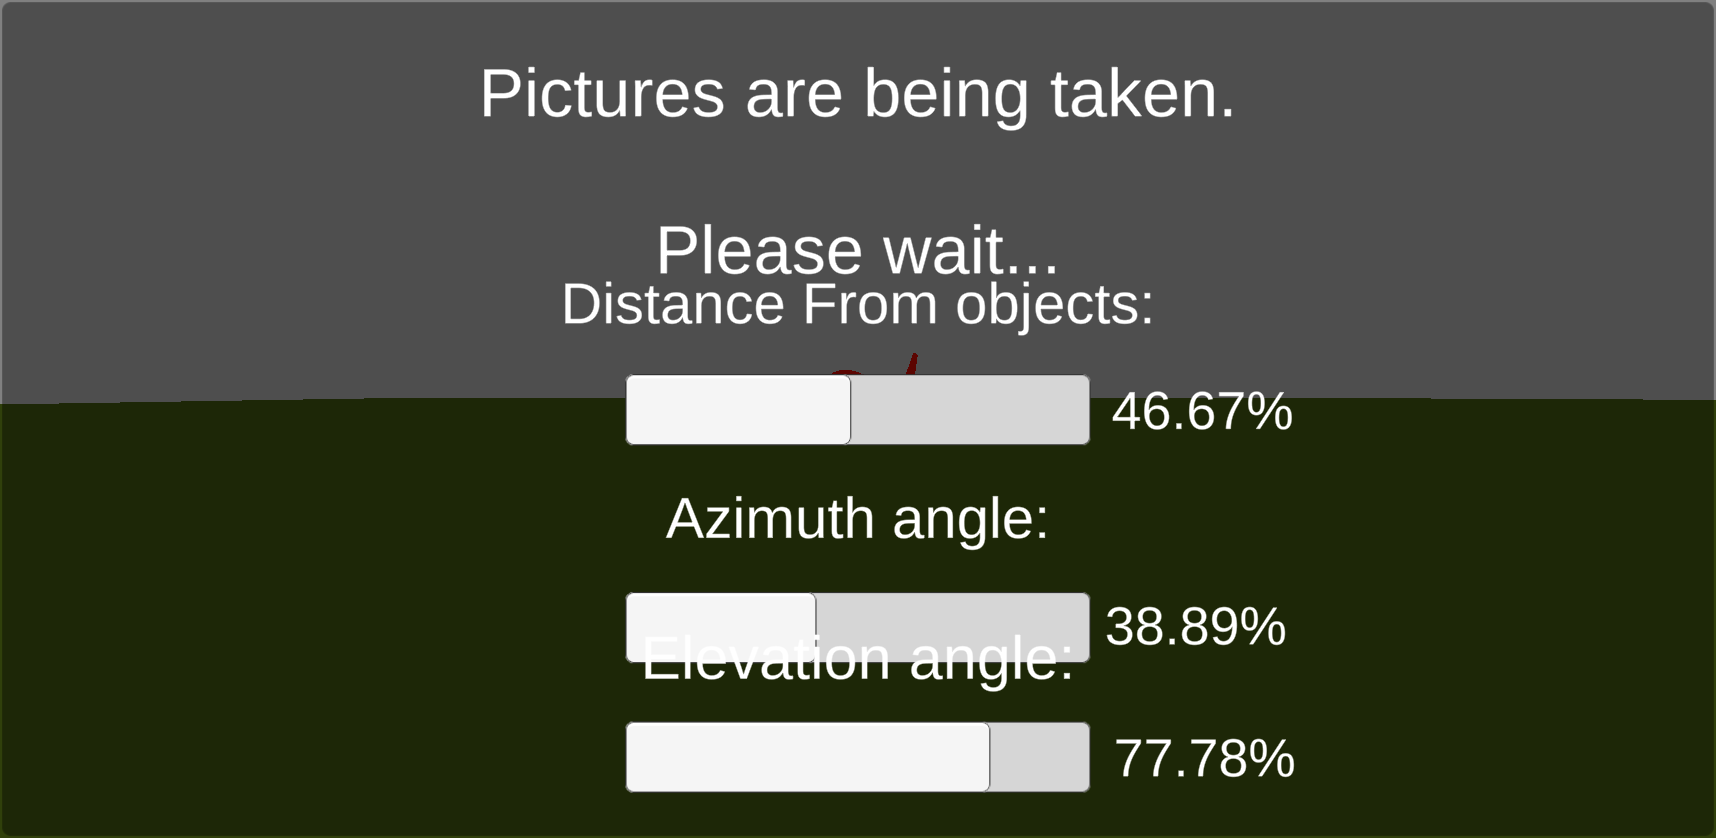 Pictures are being taken.
Please wait...
Distance From objects:
46.67%
Azimuth angle:
38.89%
Elevation angle:
77.78%